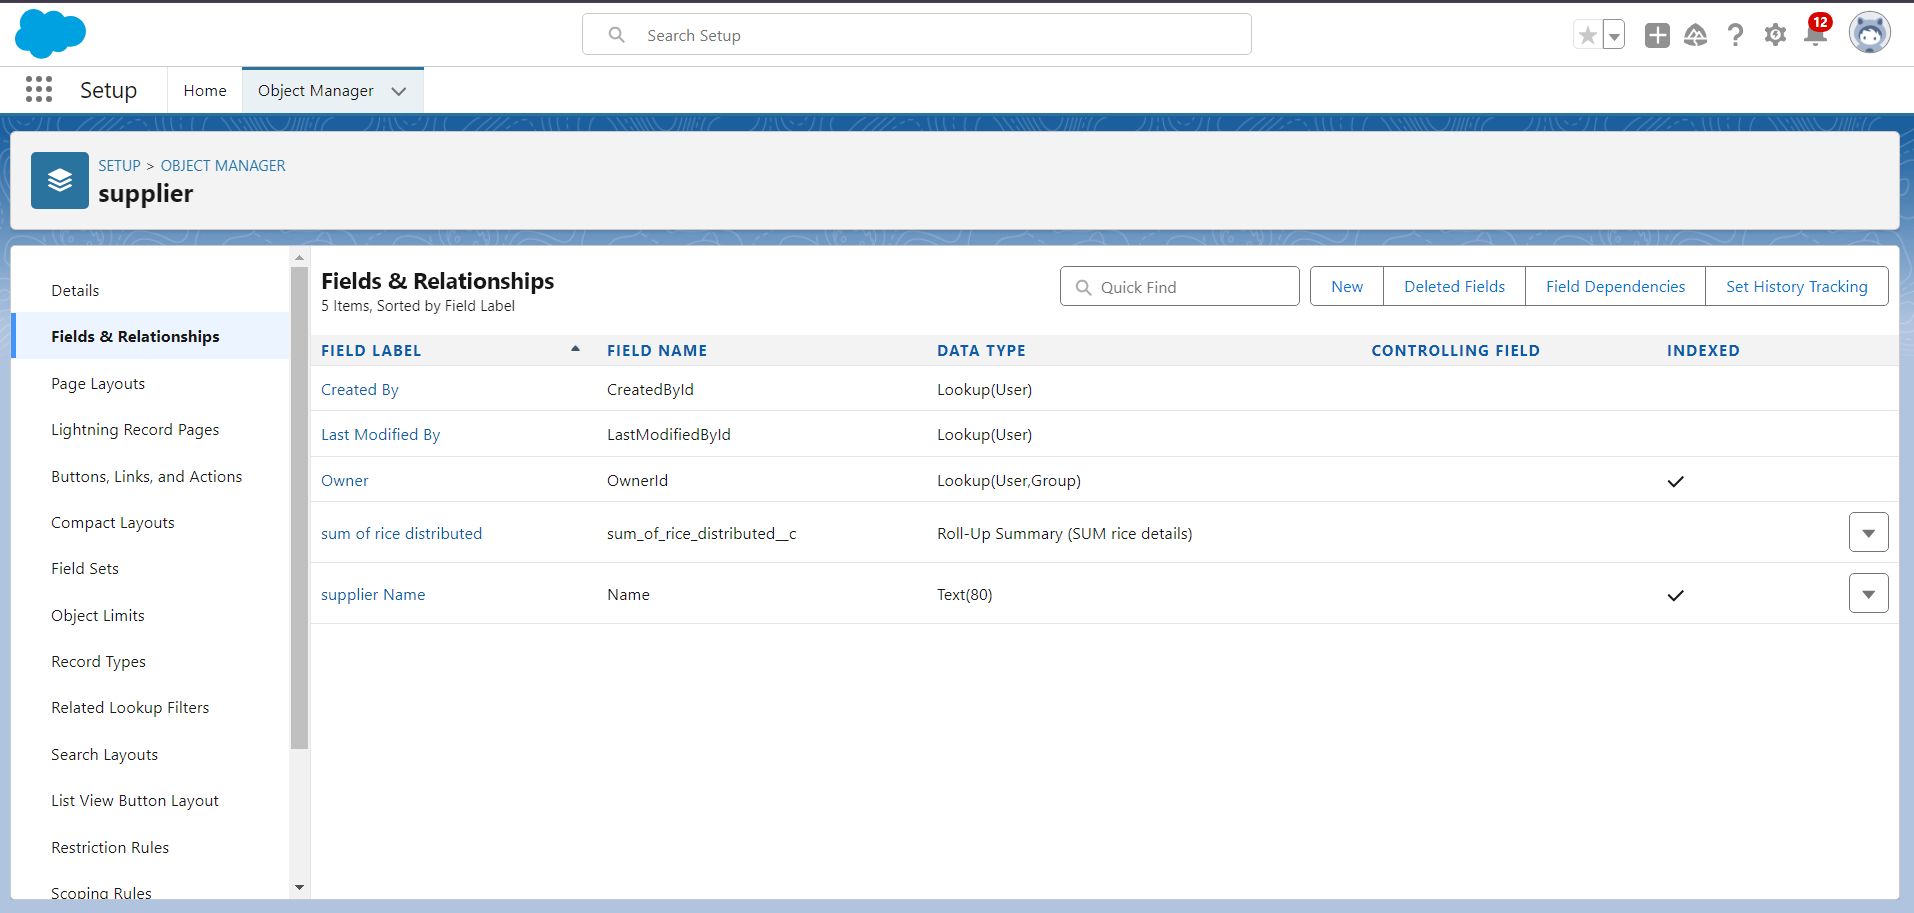 Search Setup
12
Setup
Home
Object Manager
SETUP > OBJECT MANAGER
supplier
Details
Fields & Relationships
Page Layouts
Lightning Record Pages
Buttons, Links, and Actions
Compact Layouts
Field Sets
Object Limits
Record Types
Related Lookup Filters
Search Layouts
List View Button Layout
Restriction Rules
Scoping Rules
Fields & Relationships
5 Items, Sorted by Field Label
Quick Find
New
Deleted Fields
Field Dependencies
Set History Tracking
FIELD LABEL FIELD NAME DATA TYPE CONTROLLING FIELD INDEXED
Created By CreatedById Lookup(User)
Last Modified By LastModifiedById Lookup(User)
Owner OwnerId Lookup(User,Group)
sum of rice distributed sum_of_rice_distributed__c Roll-Up Summary (SUM rice details)
supplier Name Name Text(80)